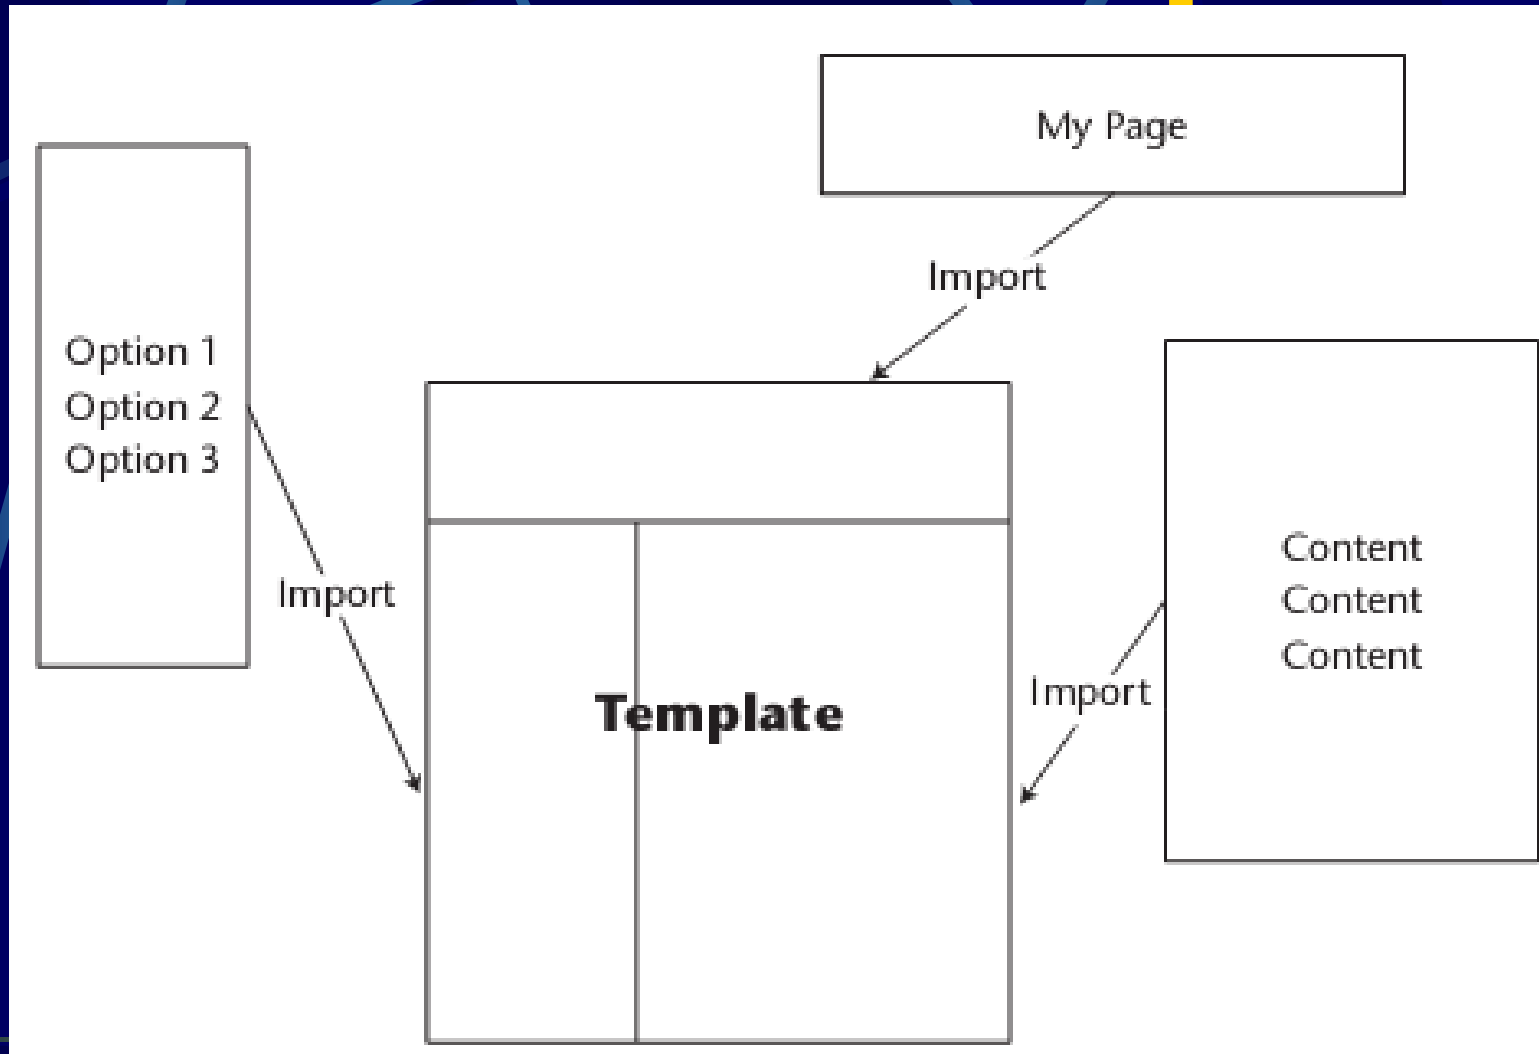 My Page
Import
Option 1
Option 2
Option 3
Import
Template
Content
Content
Content
Import